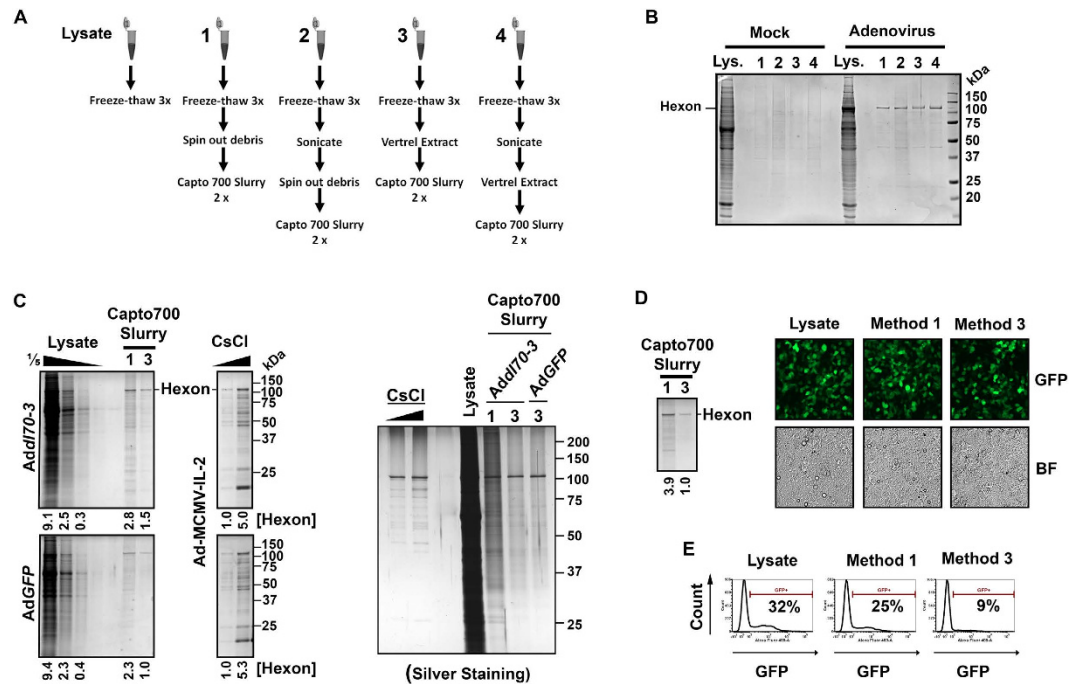 A
Lysate
1
2
3
4
Freeze-thaw 3x
Freeze-thaw 3x
Freeze-thaw 3x
Freeze-thaw 3x
Freeze-thaw 3x
Spin out debris
Sonicate
Vertrel Extract
Sonicate
Capto 700 Slurry
2 x
Spin out debris
Capto 700 Slurry
2 x
Vertrel Extract
Capto 700 Slurry
2 x
Capto 700 Slurry
2 x
B
Mock
Adenovirus
Lys. 1 2 3 4
Lys. 1 2 3 4
kDa
Hexon
150
100
75
50
37
25
20
C
Lysate
⅕
Capto700
Slurry
1 3
CsCl
kDa
Hexon
Addl70-3
150
100
75
50
37
25
9.1 2.5 0.3
2.8 1.5
1.0 5.0
[Hexon]
Ad-MCMV-IL-2
AdGFP
150
100
75
50
37
25
9.4 2.3 0.4
2.3 1.0
1.0 5.3
[Hexon]
Capto700
Slurry
CsCl
Lysate
Addl70-3
AdGFP
1 3
3
200
150
100
75
37
25
(Silver Staining)
D
Capto700
Slurry
1 3
Hexon
3.9 1.0
Lysate
Method 1
Method 3
GFP
BF
E
Lysate
Method 1
Method 3
Count
GFP+
32%
GFP+
25%
GFP+
9%
GFP
GFP
GFP